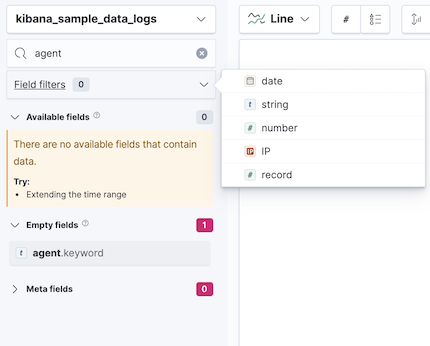 kibana_sample_data_logs
agent
Field filters 0
Available fields ? 0
There are no available fields that contain
data.
Try:
• Extending the time range
Empty fields ? 1
t agent.keyword
Meta fields 0
Line #
date
t string
# number
IP IP
# record